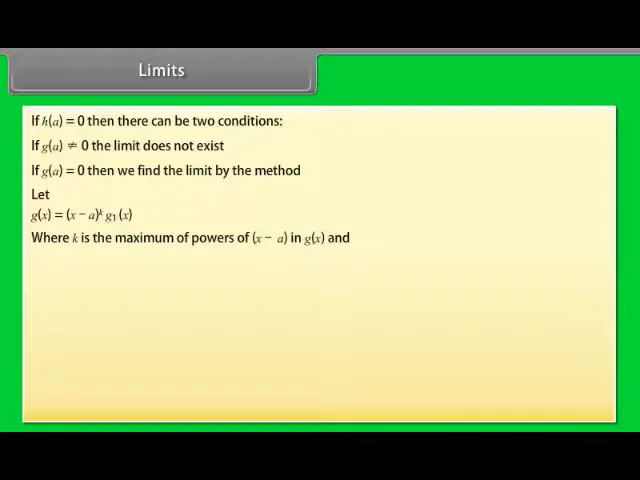 Limits
If h(a) = 0 then there can be two conditions:
If g(a) ≠ 0 the limit does not exist
If g(a) = 0 then we find the limit by the method
Let
g(x) = (x − a)ᵏ g₁ (x)
Where k is the maximum of powers of (x − a) in g(x) and